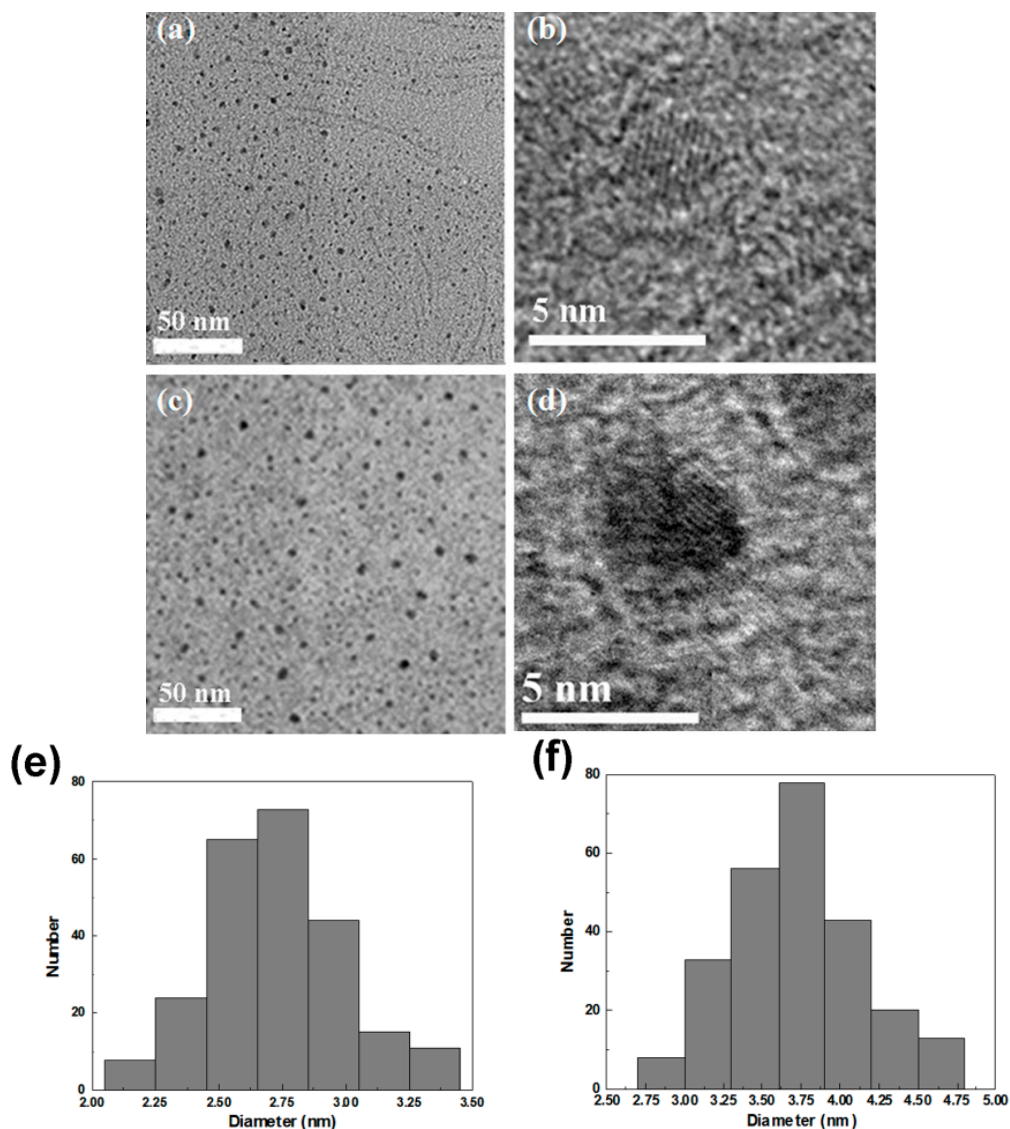 (a)
50 nm
(b)
5 nm
(c)
50 nm
(d)
5 nm
(e)
80
60
40
20
0
Number
2.00 2.25 2.50 2.75 3.00 3.25 3.50
Diameter (nm)
(f)
80
60
40
20
0
Number
2.50 2.75 3.00 3.25 3.50 3.75 4.00 4.25 4.50 4.75 5.00
Diameter (nm)